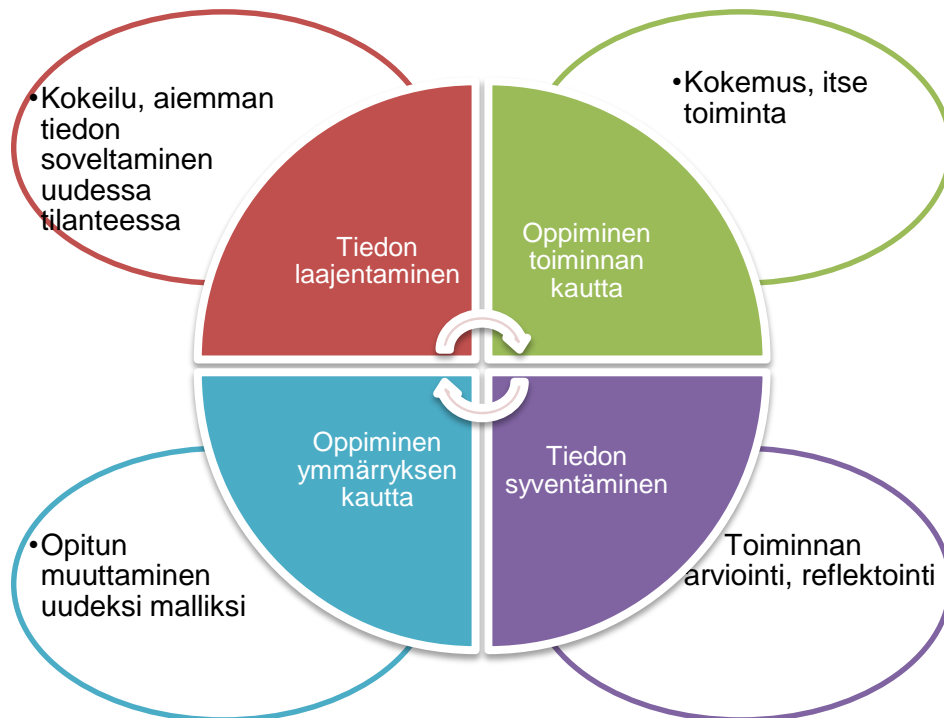 •Kokeilu, aiemman
tiedon
soveltaminen
uudessa
tilanteessa
•Kokemus, itse
toiminta
Tiedon
laajentaminen
Oppiminen
toiminnan
kautta
Oppiminen
ymmärryksen
kautta
Tiedon
syventäminen
•Opitun
muuttaminen
uudeksi malliksi
Toiminnan
arviointi, reflektointi